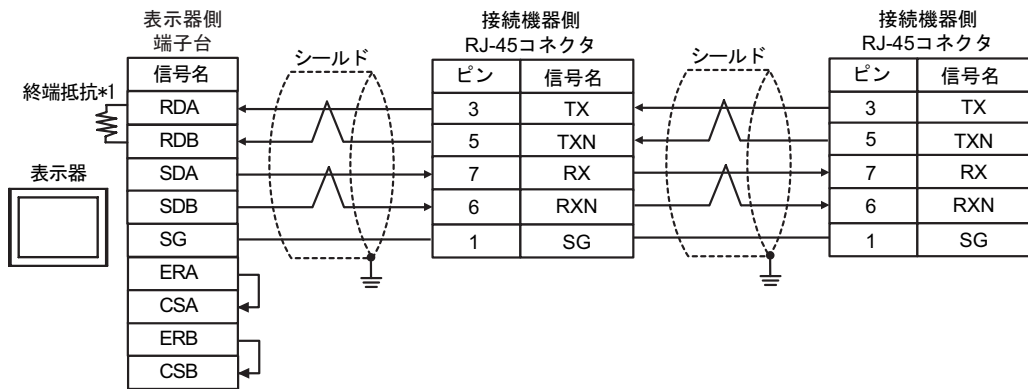 表示器側
端子台
信号名
RDA
RDB
SDA
SDB
SG
ERA
CSA
ERB
CSB
終端抵抗*1
表示器
シールド
接続機器側
RJ-45コネクタ
ピン 信号名
3 TX
5 TXN
7 RX
6 RXN
1 SG
シールド
接続機器側
RJ-45コネクタ
ピン 信号名
3 TX
5 TXN
7 RX
6 RXN
1 SG